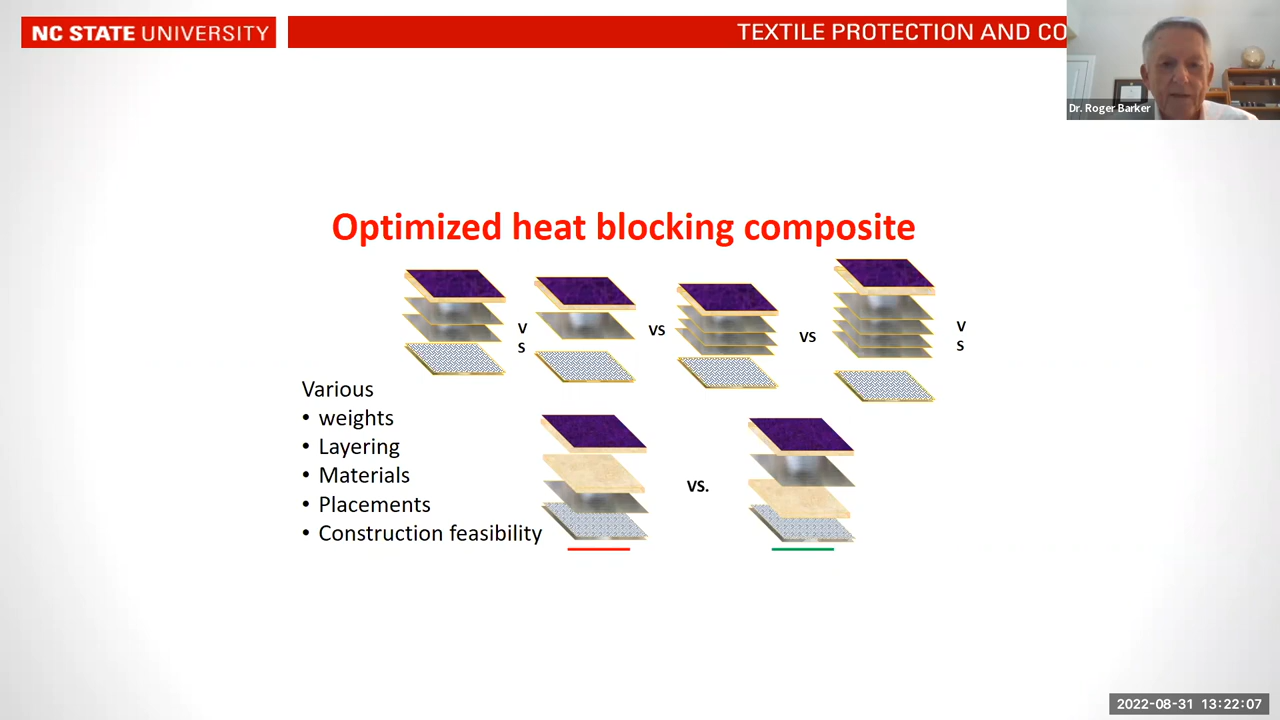 NC STATE UNIVERSITY
TEXTILE PROTECTION AND CO
Dr. Roger Barker
Optimized heat blocking composite
V
S
VS
VS
V
S
Various
• weights
• Layering
• Materials
• Placements
• Construction feasibility
VS.
2022-08-31 13:22:07